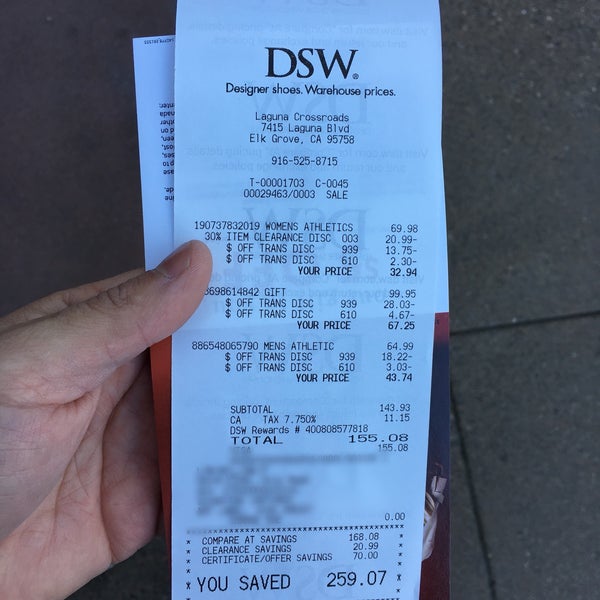 DSW®
Designer shoes. Warehouse prices.
Laguna Crossroads
7415 Laguna Blvd
Elk Grove, CA 95758
916-525-8715
T-00001703 C-0045
00029463/0003 SALE
190737832019 WOMENS ATHLETICS 69.98
30% ITEM CLEARANCE DISC 003 20.99-
$ OFF TRANS DISC 939 13.75-
$ OFF TRANS DISC 610 2.30-
YOUR PRICE 32.94
8698614842 GIFT 99.95
$ OFF TRANS DISC 939 28.03-
$ OFF TRANS DISC 610 4.67-
YOUR PRICE 67.25
886548065790 MENS ATHLETIC 64.99
$ OFF TRANS DISC 939 18.22-
$ OFF TRANS DISC 610 3.03-
YOUR PRICE 43.74
SUBTOTAL 143.93
CA TAX 7.750% 11.15
DSW Rewards # 400808577818
TOTAL 155.08
155.08
0.00
COMPARE AT SAVINGS 168.08
CLEARANCE SAVINGS 20.99
CERTIFICATE/OFFER SAVINGS 70.00
YOU SAVED 259.07